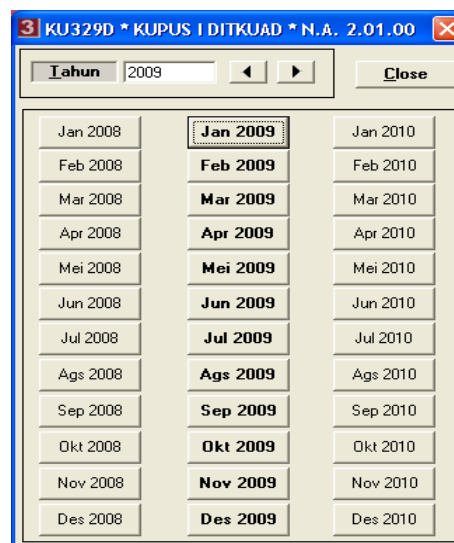 3 KU329D * KUPUS I DITKUAD * N.A. 2.01.00
Tahun 2009 Close
Jan 2008 Jan 2009 Jan 2010
Feb 2008 Feb 2009 Feb 2010
Mar 2008 Mar 2009 Mar 2010
Apr 2008 Apr 2009 Apr 2010
Mei 2008 Mei 2009 Mei 2010
Jun 2008 Jun 2009 Jun 2010
Jul 2008 Jul 2009 Jul 2010
Ags 2008 Ags 2009 Ags 2010
Sep 2008 Sep 2009 Sep 2010
Okt 2008 Okt 2009 Okt 2010
Nov 2008 Nov 2009 Nov 2010
Des 2008 Des 2009 Des 2010